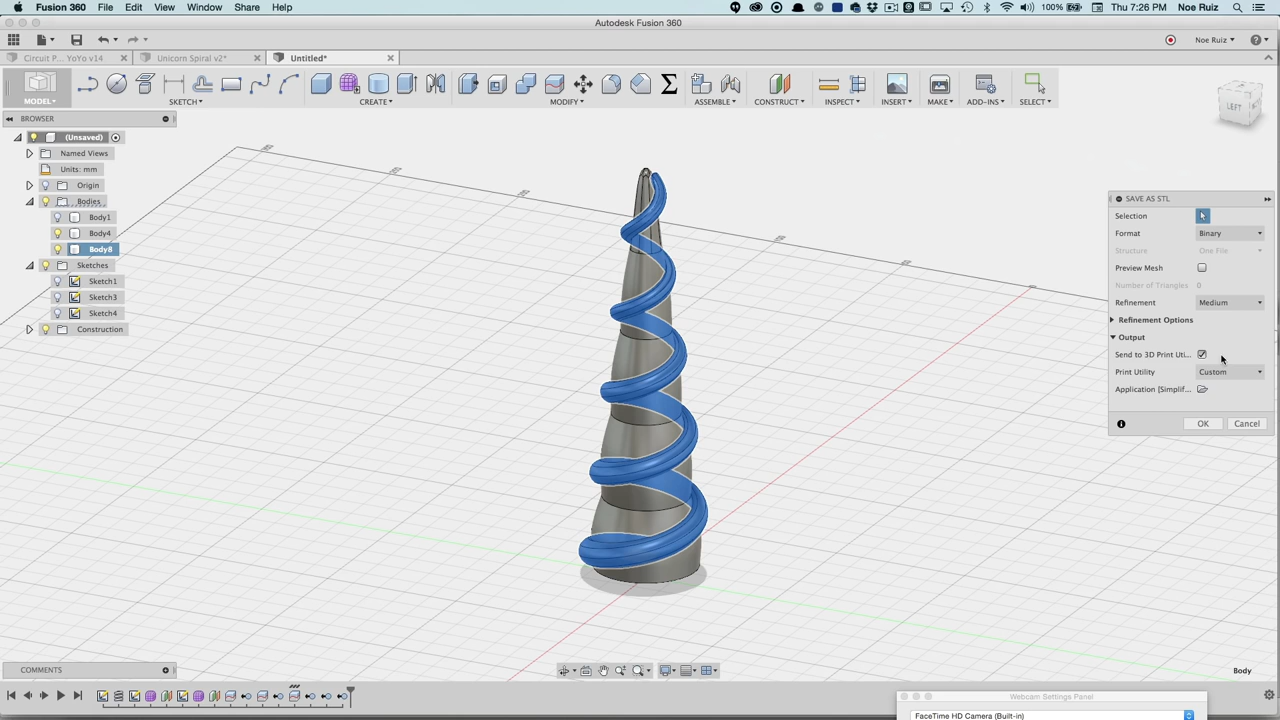 Fusion 360 File Edit View Window Share Help 100% Thu 7:26 PM Noe Ruiz
Autodesk Fusion 360
Noe Ruiz
Circuit P... YoYo v14 Unicorn Spiral v2* Untitled*
MODEL SKETCH CREATE MODIFY ASSEMBLE CONSTRUCT INSPECT INSERT MAKE ADD-INS SELECT
LEFT
BROWSER
(Unsaved)
Named Views
Units: mm
Origin
Bodies
Body1
Body4
Body8
Sketches
Sketch1
Sketch3
Sketch4
Construction
SAVE AS STL
Selection
Format Binary
Structure One File
Preview Mesh
Number of Triangles 0
Refinement Medium
Refinement Options
Output
Send to 3D Print Uti...
Print Utility Custom
Application [Simplif...
OK Cancel
COMMENTS
Body
Webcam Settings Panel
FaceTime HD Camera (Built-in)